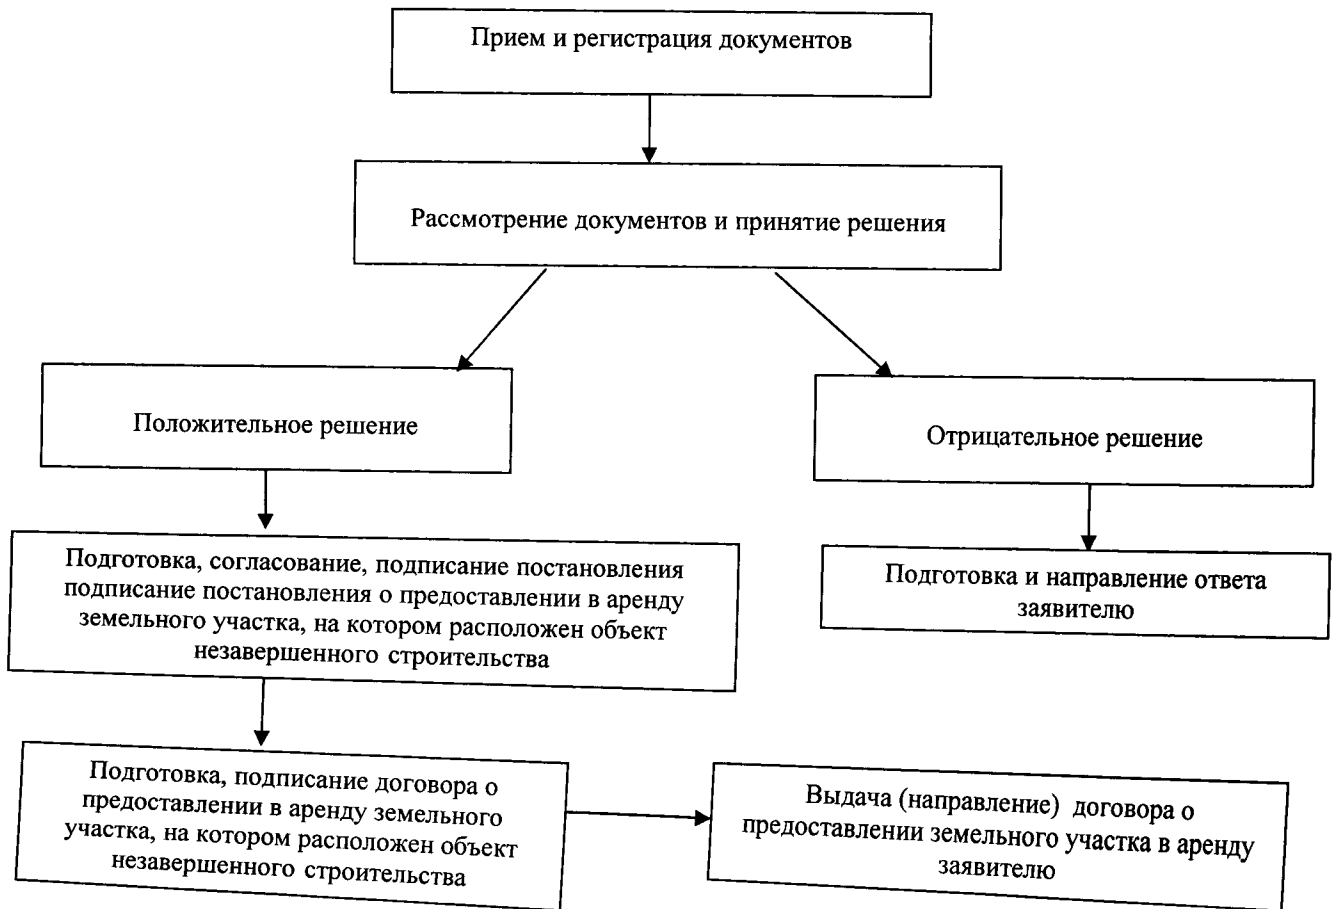 Прием и регистрация документов
Рассмотрение документов и принятие решения
Положительное решение
Отрицательное решение
Подготовка, согласование, подписание постановления
подписание постановления о предоставлении в аренду
земельного участка, на котором расположен объект
незавершенного строительства
Подготовка и направление ответа
заявителю
Подготовка, подписание договора о
предоставлении в аренду земельного
участка, на котором расположен объект
незавершенного строительства
Выдача (направление) договора о
предоставлении земельного участка в аренду
заявителю